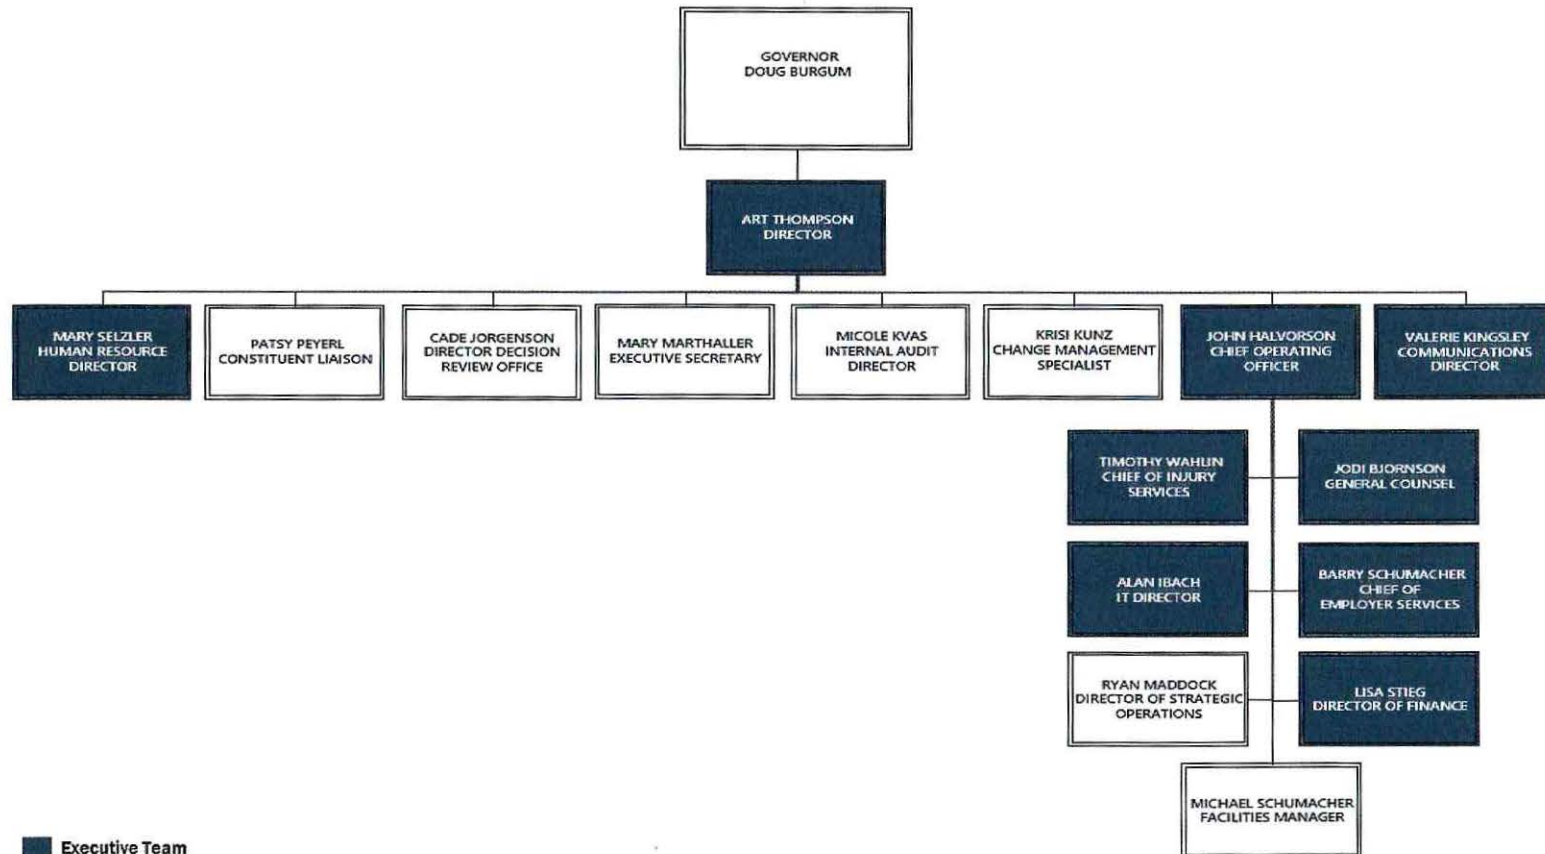 GOVERNOR
DOUG BURGUM
ART THOMPSON
DIRECTOR
MARY SELZLER
HUMAN RESOURCE
DIRECTOR
PATSY PEYERL
CONSTITUENT LIAISON
CADE JORGENSON
DIRECTOR DECISION
REVIEW OFFICE
MARY MARTHALLER
EXECUTIVE SECRETARY
MICOLE KVAS
INTERNAL AUDIT
DIRECTOR
KRISI KUNZ
CHANGE MANAGEMENT
SPECIALIST
JOHN HALVORSON
CHIEF OPERATING
OFFICER
VALERIE KINGSLEY
COMMUNICATIONS
DIRECTOR
TIMOTHY WAHLIN
CHIEF OF INJURY
SERVICES
JODI BJORNSON
GENERAL COUNSEL
ALAN IBACH
IT DIRECTOR
BARRY SCHUMACHER
CHIEF OF
EMPLOYER SERVICES
RYAN MADDOCK
DIRECTOR OF STRATEGIC
OPERATIONS
LISA STIEG
DIRECTOR OF FINANCE
MICHAEL SCHUMACHER
FACILITIES MANAGER
Executive Team